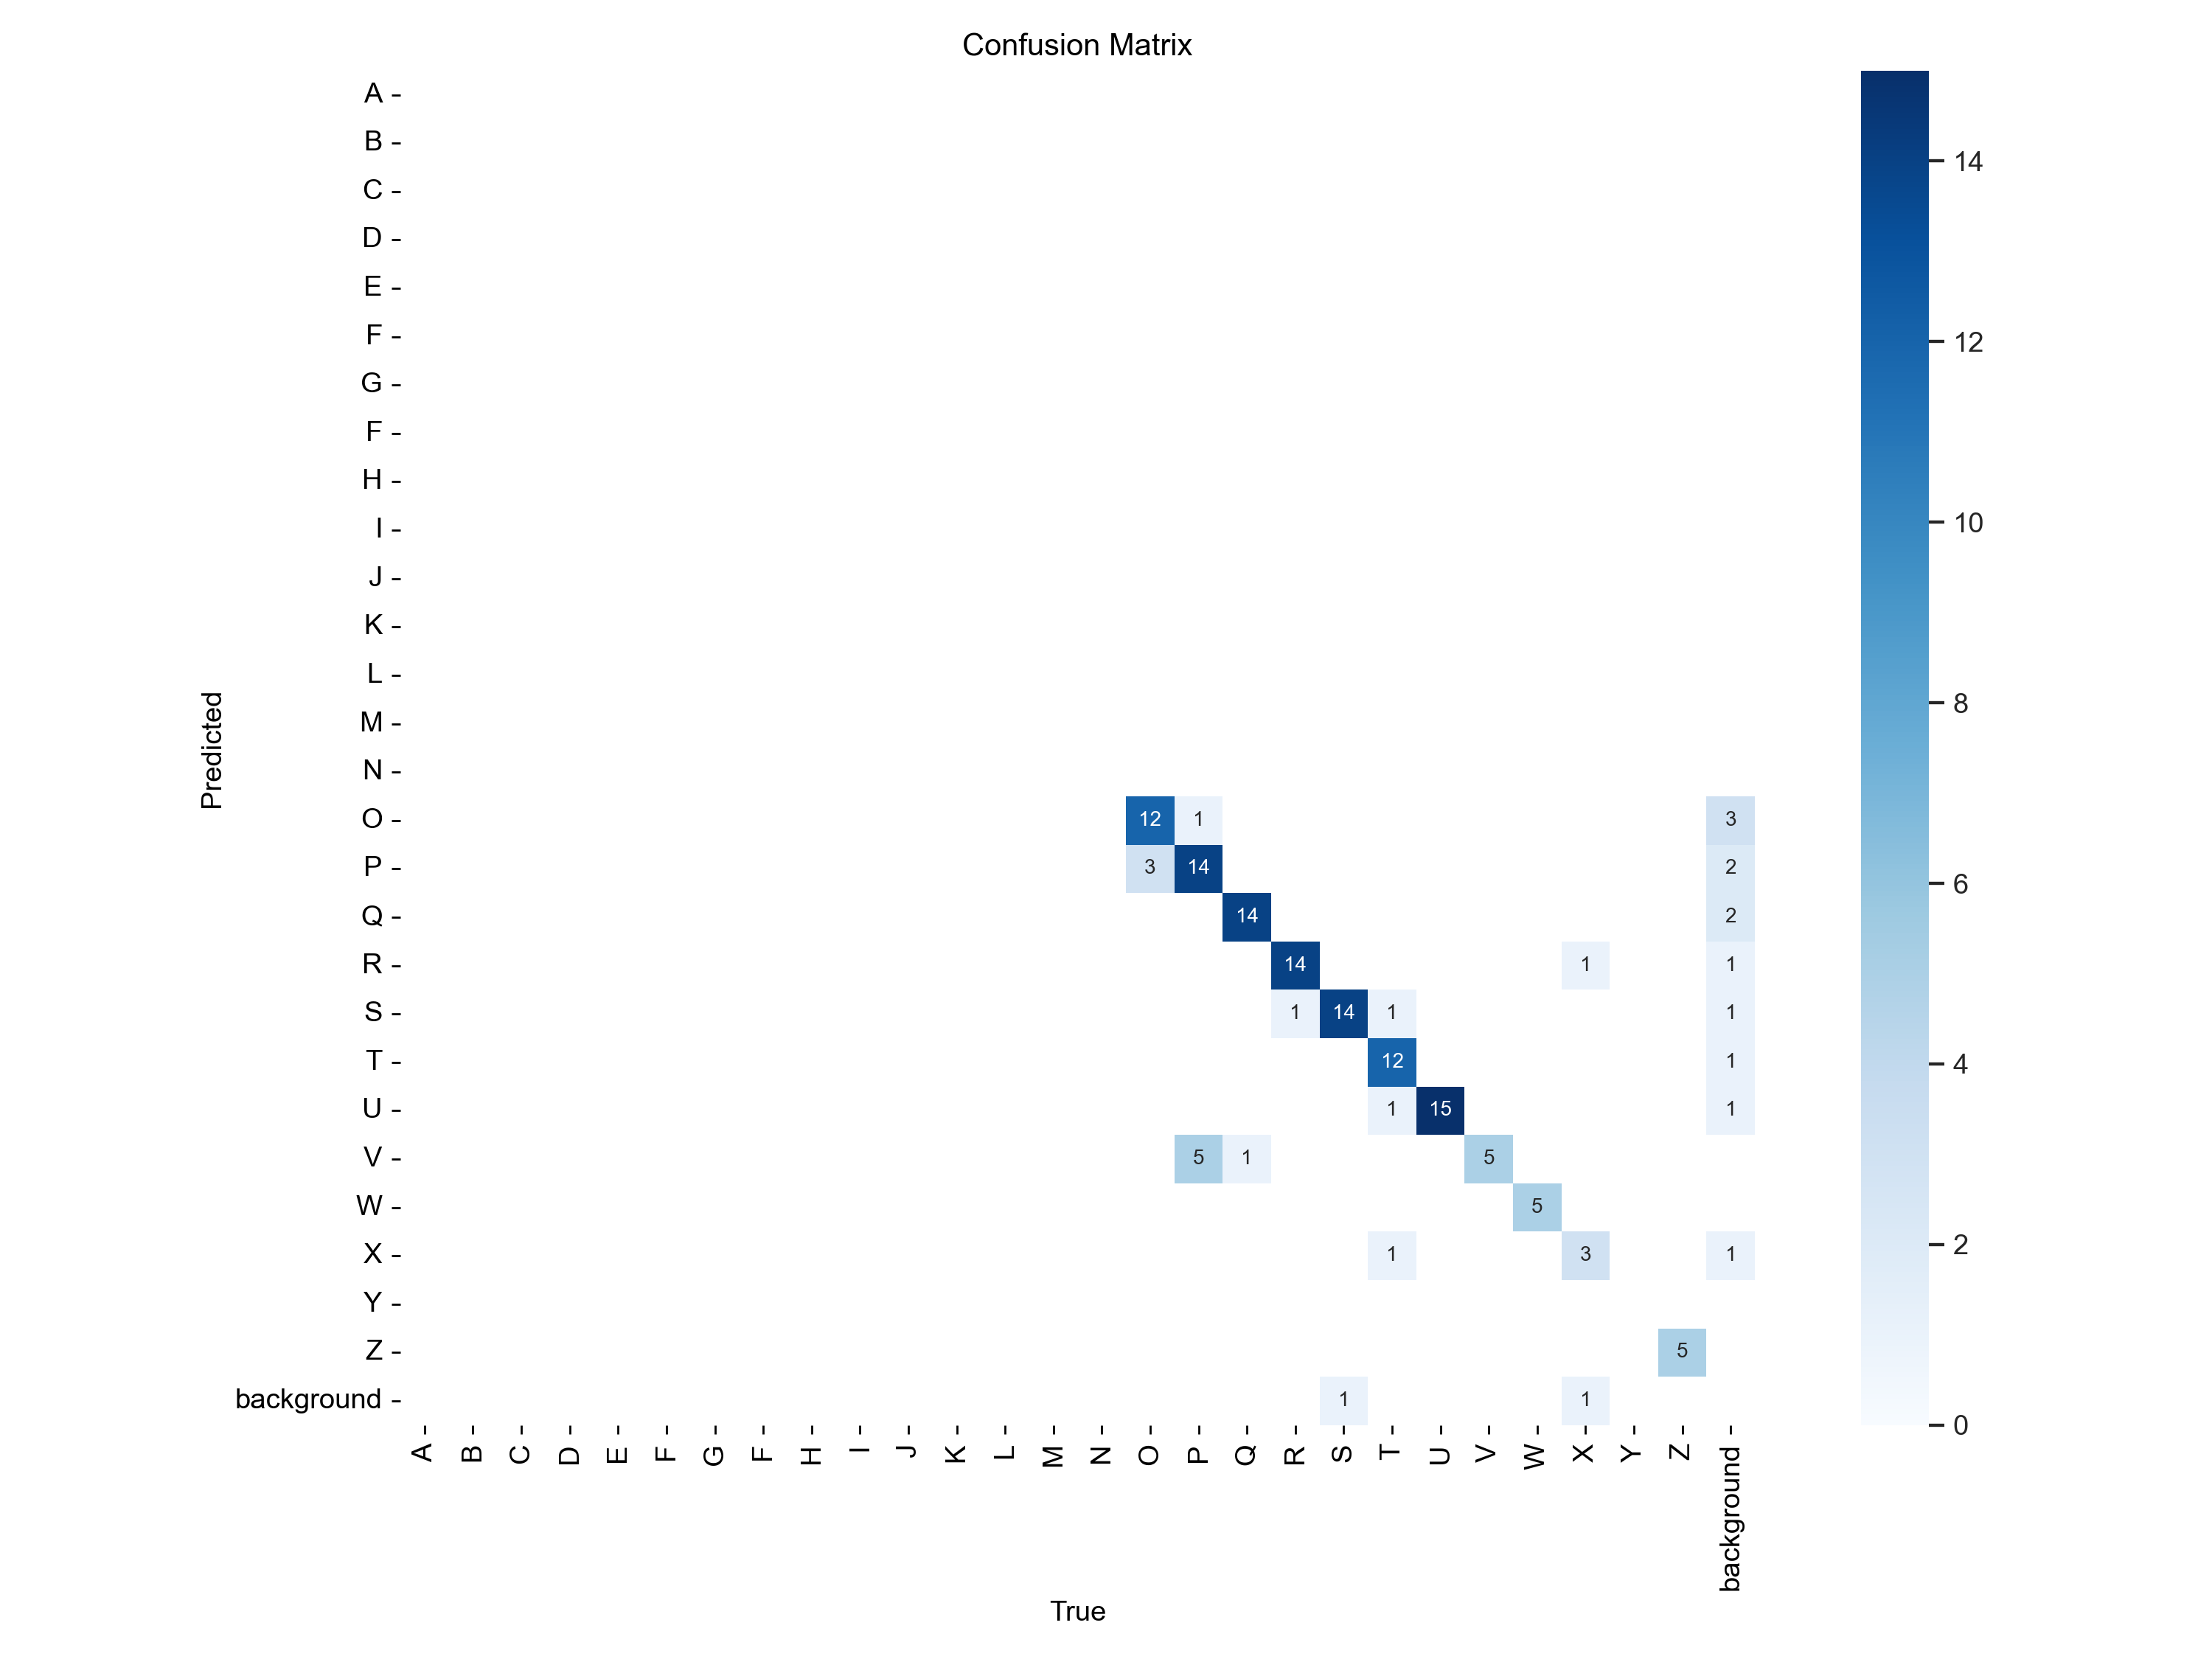 Confusion Matrix
A
B
C
D
E
F
G
F
H
I
J
K
L
M
N
O 12 1 3
P 3 14 2
Q 14 2
R 14 1 1
S 1 14 1 1
T 12 1
U 1 15 1
V 5 1 5
W 5
X 1 3 1
Y
Z 5
background 1 1
Predicted
A B C D E F G F H I J K L M N O P Q R S T U V W X Y Z background
True
14
12
10
8
6
4
2
0